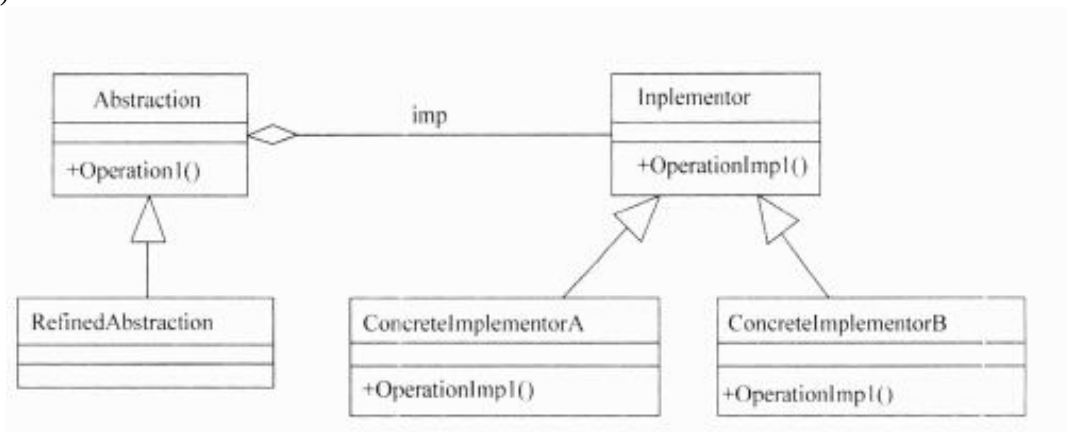 )
Abstraction
imp
Inplementor
+Operation1()
+OperationImp1()
RefinedAbstraction
ConcreteImplementorA
ConcreteImplementorB
+OperationImp1()
+OperationImp1()